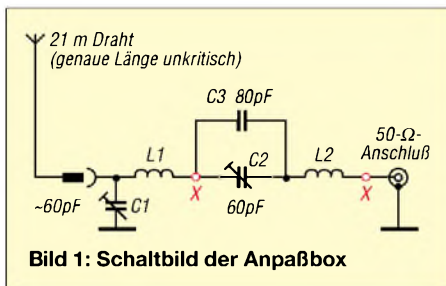 21 m Draht
(genaue Länge unkritisch)
C3 80pF
50-Ω-
Anschluß
L1
C2
L2
X
X
~60pF
C1
60pF
Bild 1: Schaltbild der Anpaßbox